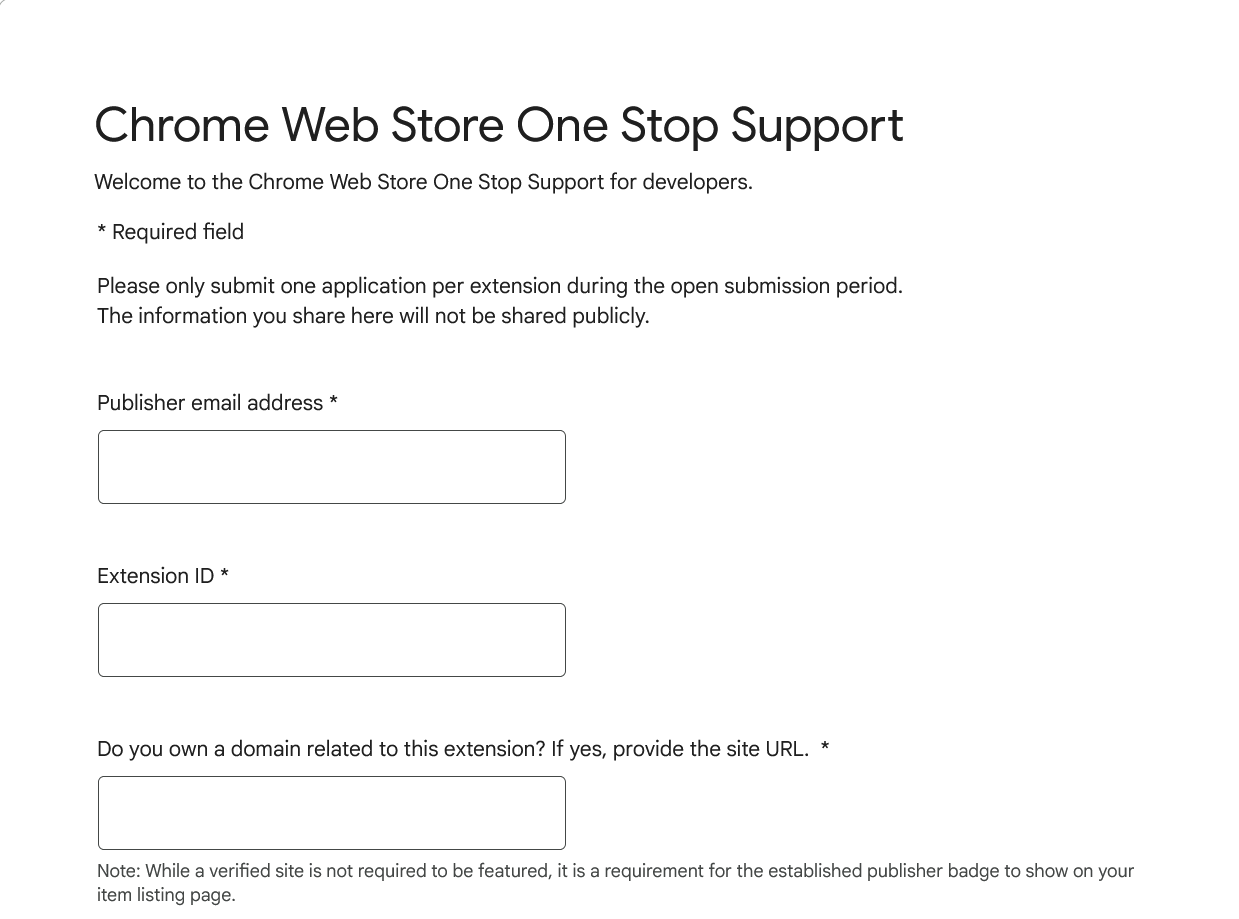 Chrome Web Store One Stop Support
Welcome to the Chrome Web Store One Stop Support for developers.
* Required field
Please only submit one application per extension during the open submission period.
The information you share here will not be shared publicly.
Publisher email address *
Extension ID *
Do you own a domain related to this extension? If yes, provide the site URL. *
Note: While a verified site is not required to be featured, it is a requirement for the established publisher badge to show on your
item listing page.